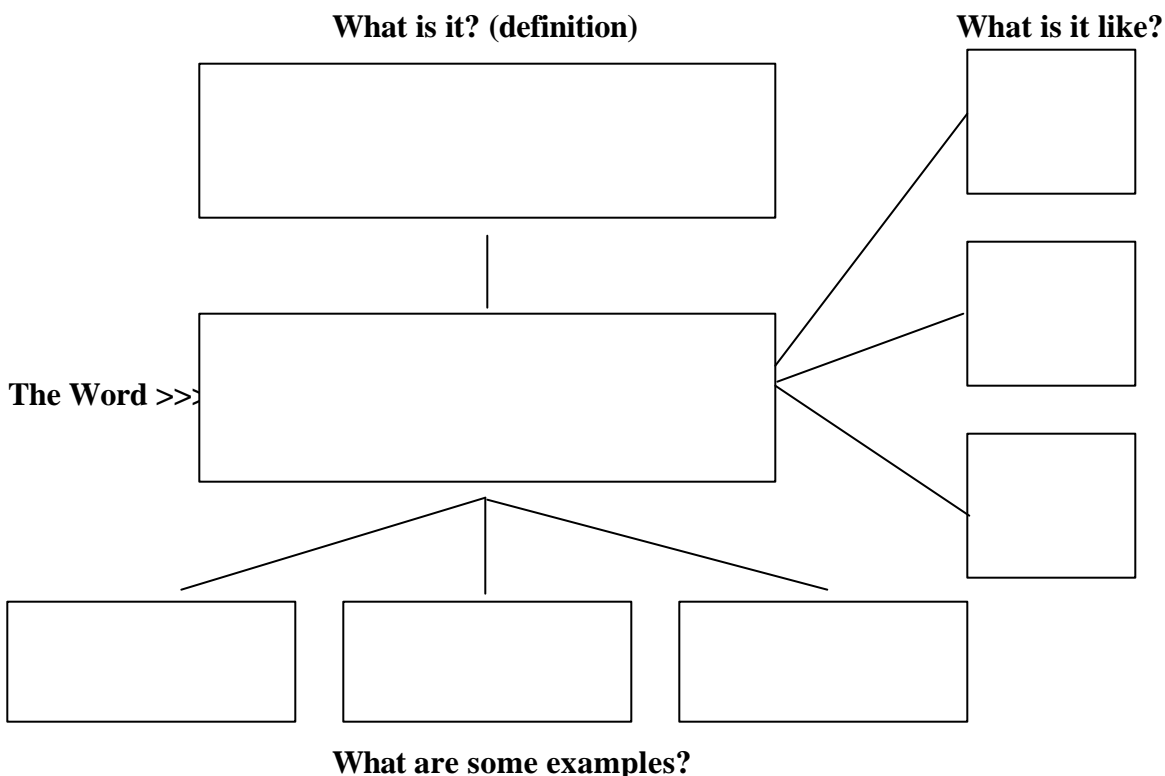 What is it? (definition)
What is it like?
The Word >>>
What are some examples?